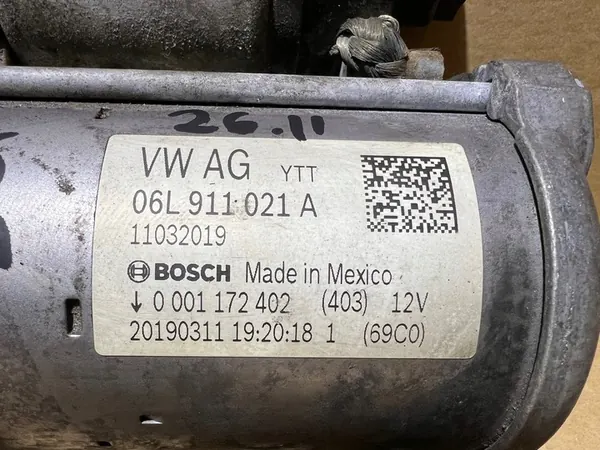 26.11
VW AG YTT
06L 911 021 A
11032019
BOSCH Made in Mexico
↓ 0 001 172 402 (403) 12V
20190311 19:20:18 1 (69C0)